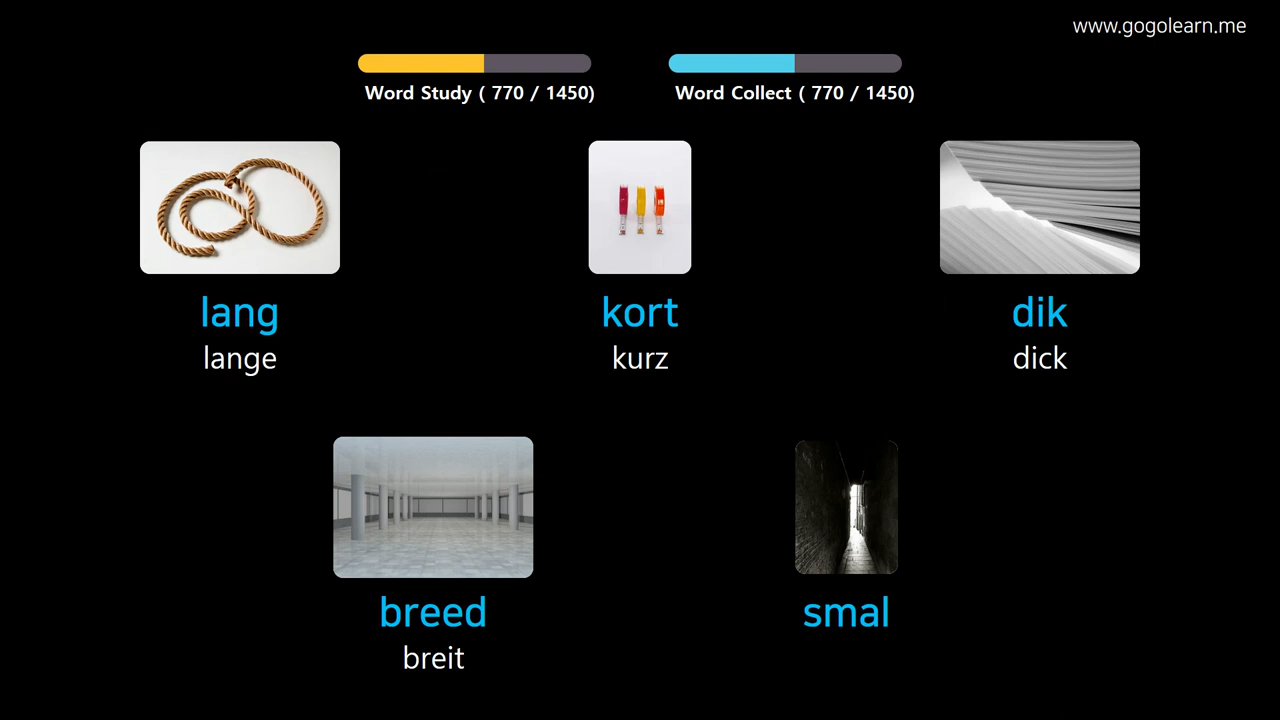 www.gogolearn.me
Word Study ( 770 / 1450)
Word Collect ( 770 / 1450)
lang
lange
kort
kurz
dik
dick
breed
breit
smal